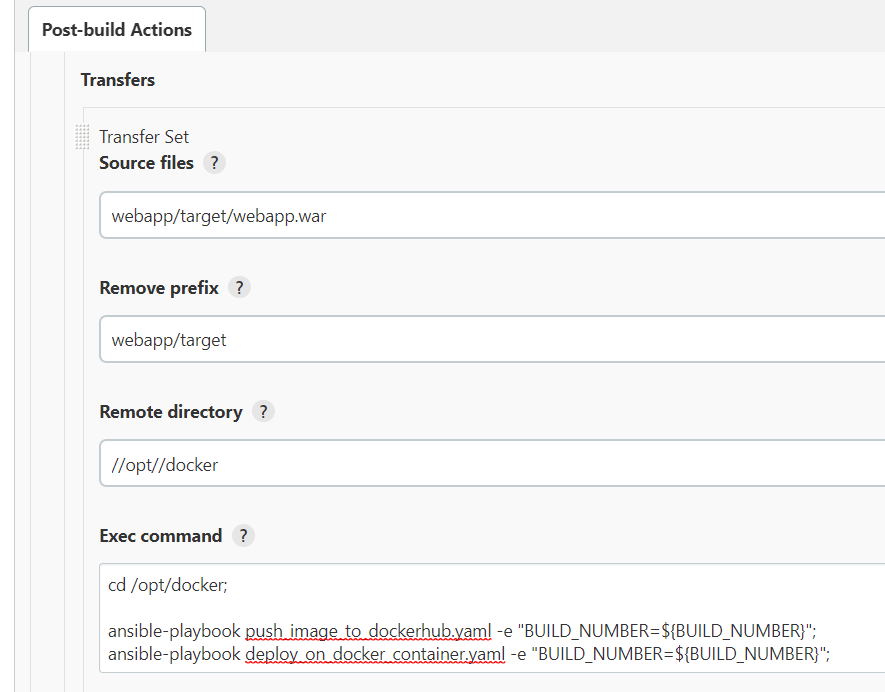 Post-build Actions
Transfers
Transfer Set
Source files ?
webapp/target/webapp.war
Remove prefix ?
webapp/target
Remote directory ?
//opt//docker
Exec command ?
cd /opt/docker;
ansible-playbook push_image_to_dockerhub.yaml -e "BUILD_NUMBER=${BUILD_NUMBER}";
ansible-playbook deploy_on_docker_container.yaml -e "BUILD_NUMBER=${BUILD_NUMBER}";